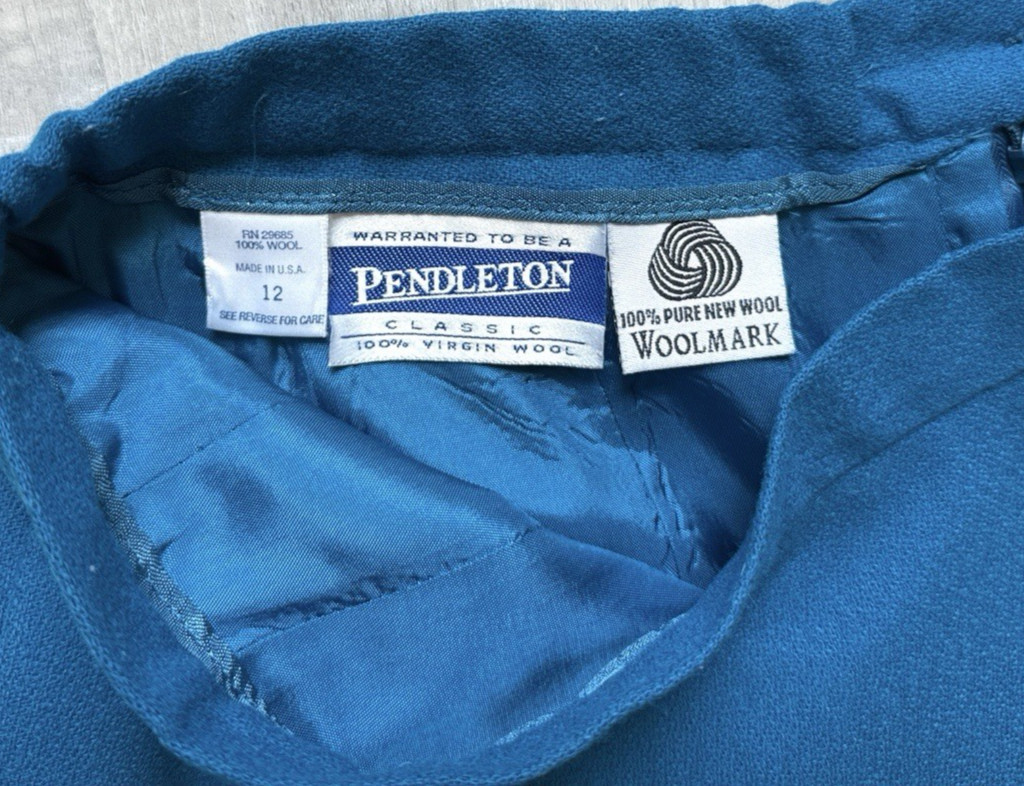 RN 29685
100% WOOL
MADE IN U.S.A.
12
SEE REVERSE FOR CARE
WARRANTED TO BE A
PENDLETON
CLASSIC
100% VIRGIN WOOL
100% PURE NEW WOOL
WOOLMARK